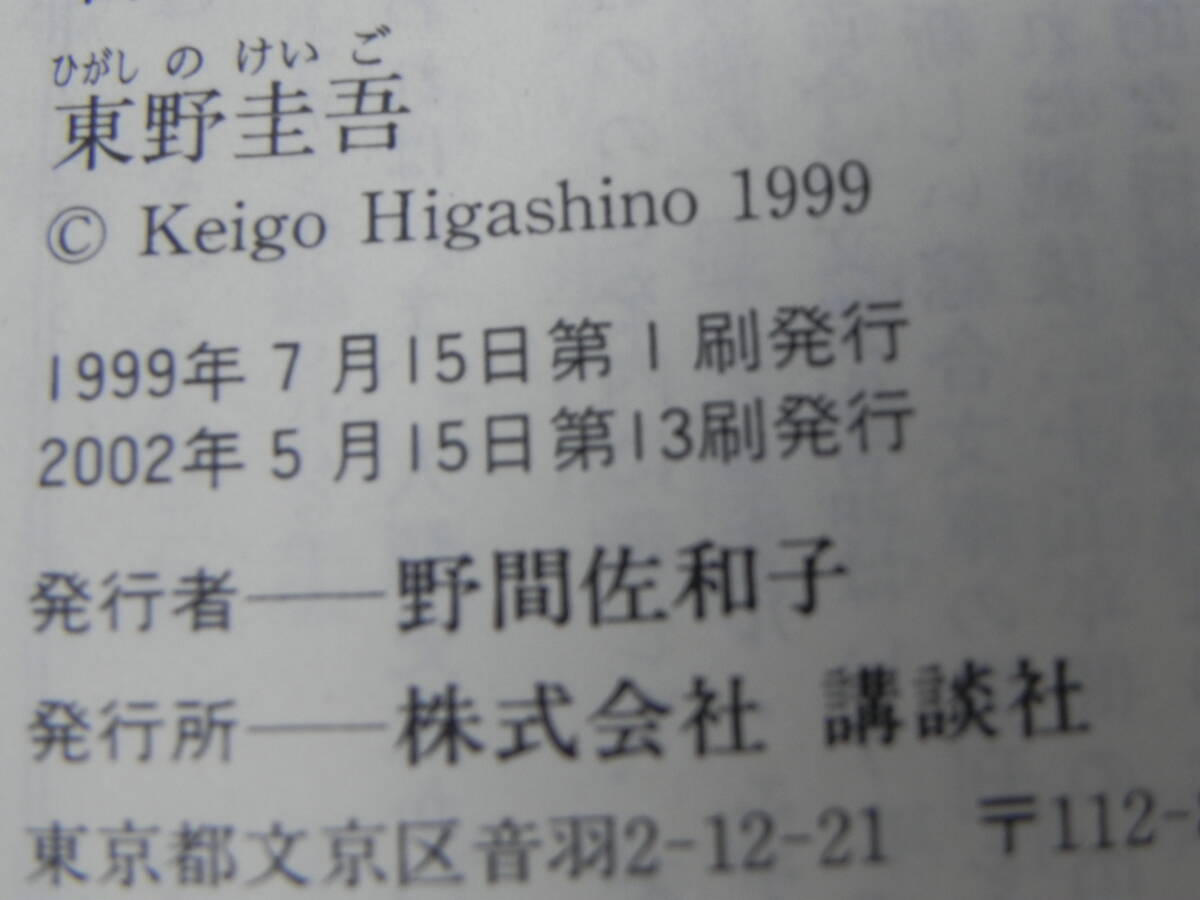 ひがし の けい ご
東野圭吾
© Keigo Higashino 1999
1999年 7 月15日第 1 刷発行
2002年 5 月15日第13刷発行
発行者——野間佐和子
発行所——株式会社 講談社
東京都文京区音羽2-12-21 〒112-